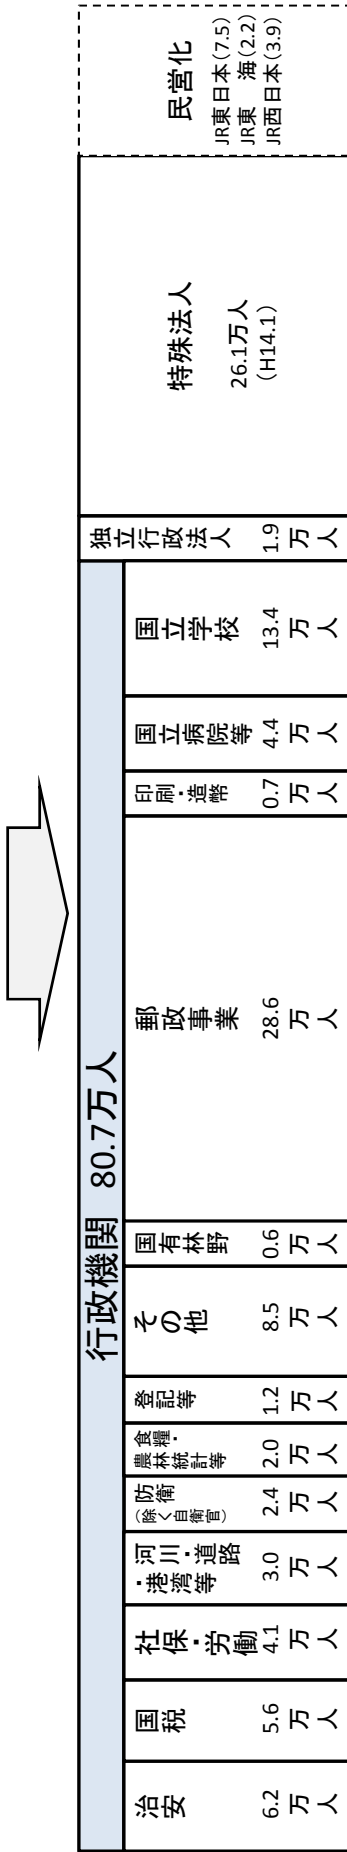 行政機関 80.7万人
治安
6.2
万人
国税
5.6
万人
社保・労働
4.1
万人
河川・道路
・港湾等
3.0
万人
防衛
（除く自衛官）
2.4
万人
食糧・
農林統計等
2.0
万人
登記等
1.2
万人
その他
8.5
万人
国有林野
0.6
万人
郵政事業
28.6
万人
印刷・造幣
0.7
万人
国立病院等
4.4
万人
国立学校
13.4
万人
独立行政法人
1.9
万人
特殊法人
26.1万人
（H14.1）
民営化
JR東日本(7.5)
JR東 海(2.2)
JR西日本(3.9)